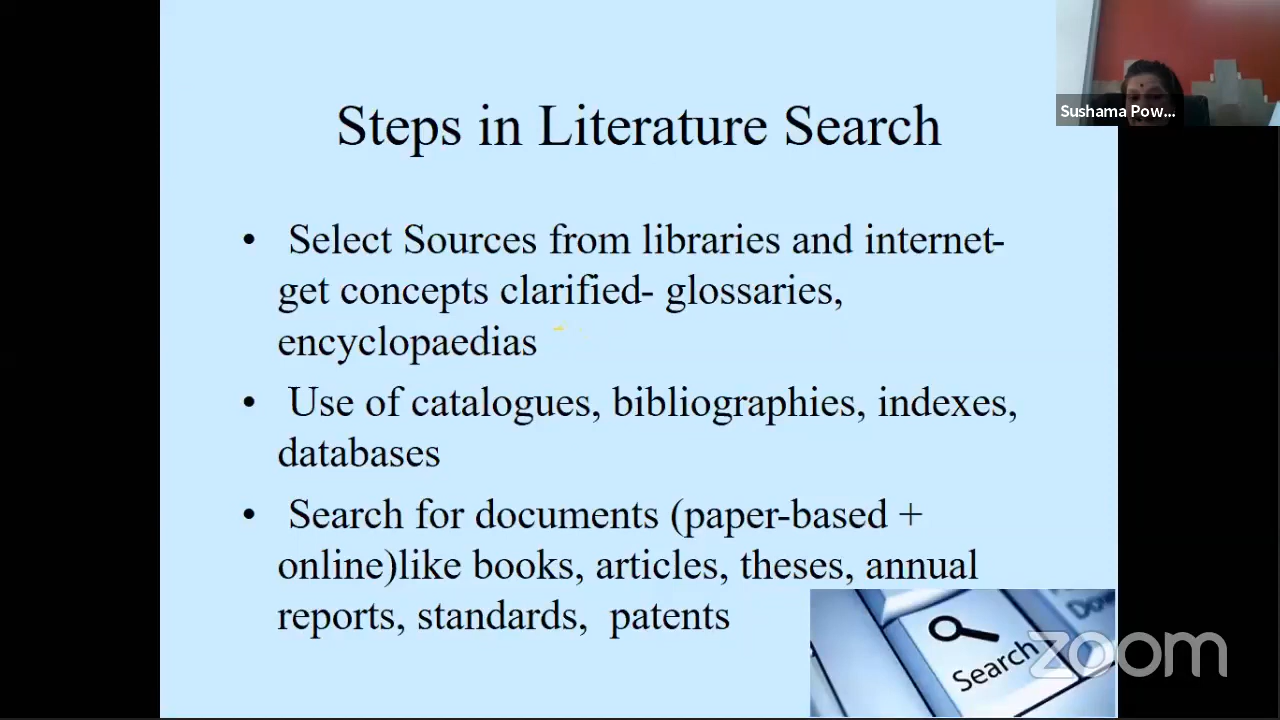 Sushama Pow...
Steps in Literature Search
• Select Sources from libraries and internet-
get concepts clarified- glossaries,
encyclopaedias
• Use of catalogues, bibliographies, indexes,
databases
• Search for documents (paper-based +
online)like books, articles, theses, annual
reports, standards,  patents
Search
zoom